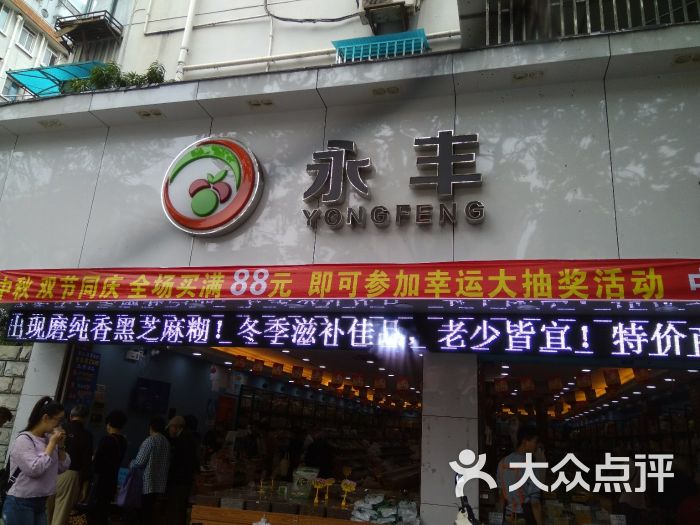 永丰
YONGFENG
中秋 双节同庆 全场买满 88元 即可参加幸运大抽奖活动
出现磨纯香黑芝麻糊！冬季滋补佳品，老少皆宜！特价
大众点评